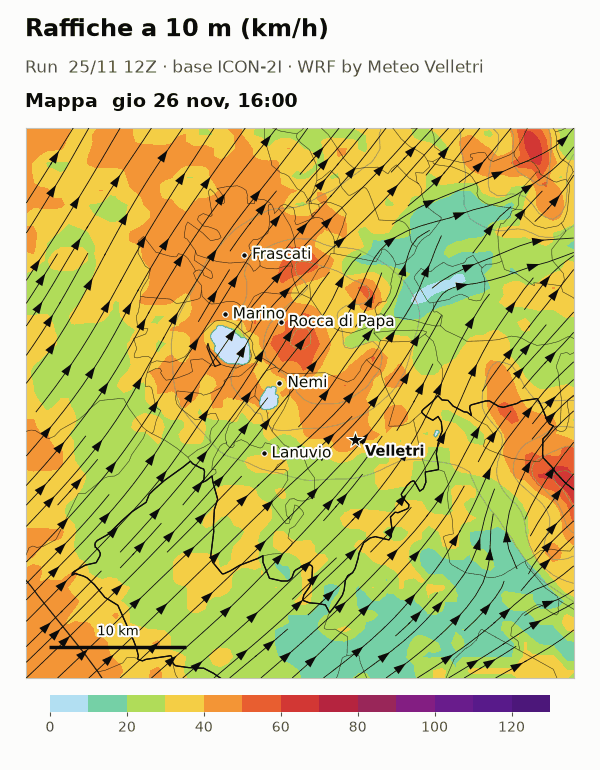 Raffiche a 10 m (km/h)
Run  25/11 12Z · base ICON-2I · WRF by Meteo Velletri
Mappa  gio 26 nov, 16:00
Frascati
Marino
Rocca di Papa
Nemi
Velletri
Lanuvio
10 km
0 20 40 60 80 100 120